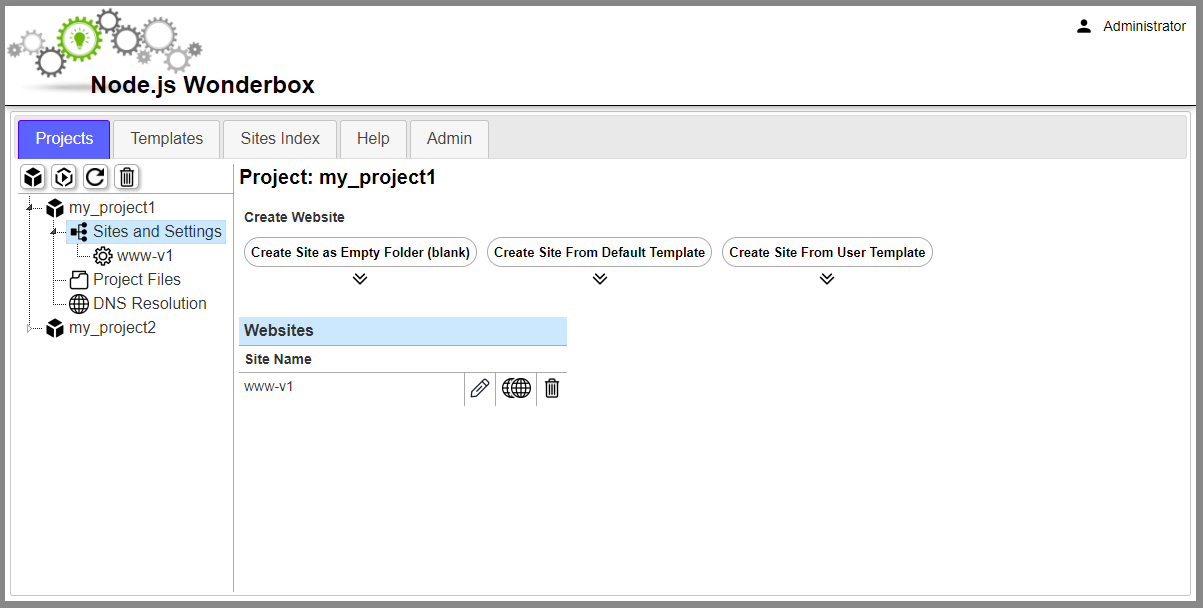 Administrator
Node.js Wonderbox
Projects Templates Sites Index Help Admin
Project: my_project1
my_project1
Sites and Settings
www-v1
Project Files
DNS Resolution
my_project2
Create Website
Create Site as Empty Folder (blank) Create Site From Default Template Create Site From User Template
Websites
Site Name
www-v1